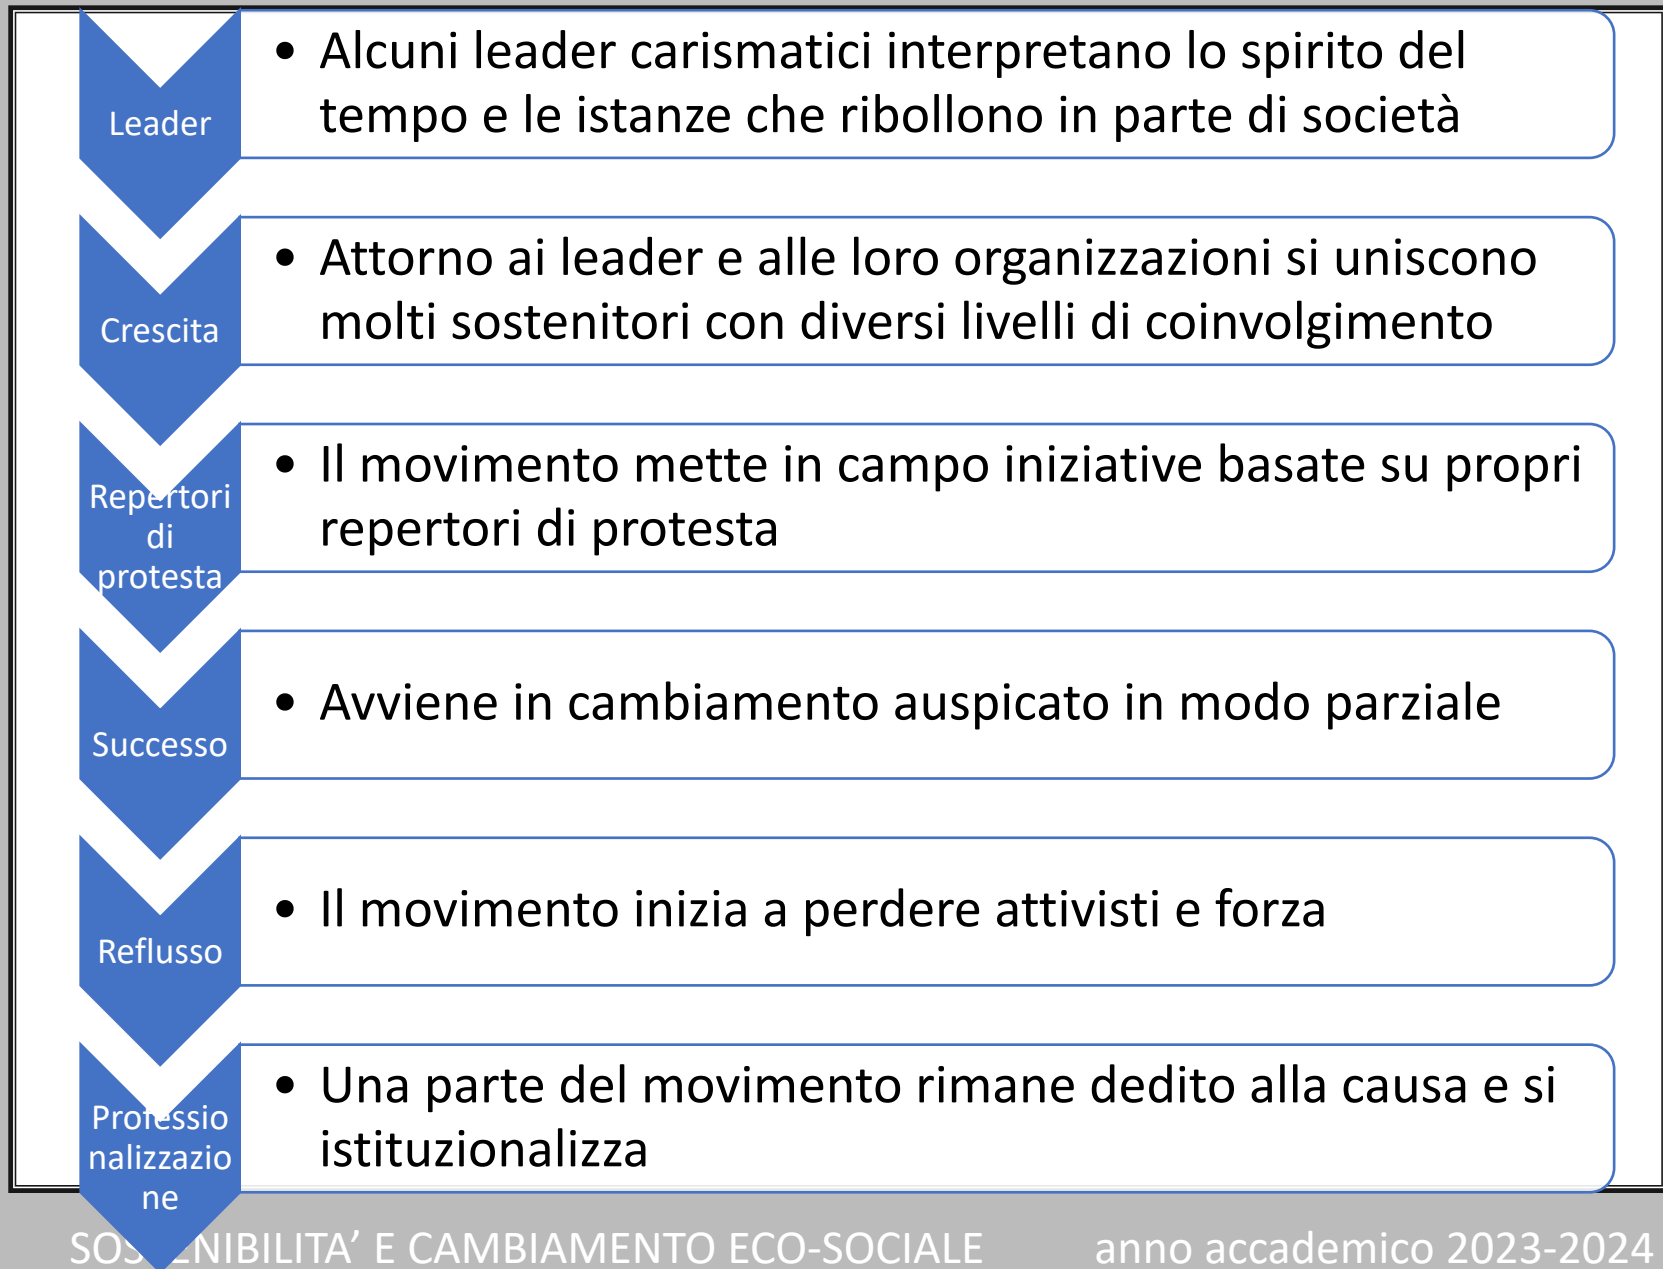 Leader
• Alcuni leader carismatici interpretano lo spirito del
tempo e le istanze che ribollono in parte di società
Crescita
• Attorno ai leader e alle loro organizzazioni si uniscono
molti sostenitori con diversi livelli di coinvolgimento
Repertori
di
protesta
• Il movimento mette in campo iniziative basate su propri
repertori di protesta
Successo
• Avviene in cambiamento auspicato in modo parziale
Reflusso
• Il movimento inizia a perdere attivisti e forza
Professio
nalizzazio
ne
• Una parte del movimento rimane dedito alla causa e si
istituzionalizza
SOSTENIBILITA’ E CAMBIAMENTO ECO-SOCIALE anno accademico 2023-2024